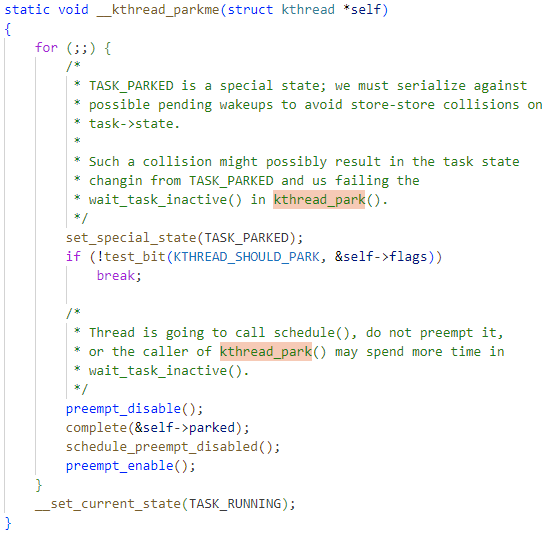 static void __kthread_parkme(struct kthread *self)
{
    for (;;) {
        /*
         * TASK_PARKED is a special state; we must serialize against
         * possible pending wakeups to avoid store-store collisions on
         * task->state.
         *
         * Such a collision might possibly result in the task state
         * changin from TASK_PARKED and us failing the
         * wait_task_inactive() in kthread_park().
         */
        set_special_state(TASK_PARKED);
        if (!test_bit(KTHREAD_SHOULD_PARK, &self->flags))
            break;

        /*
         * Thread is going to call schedule(), do not preempt it,
         * or the caller of kthread_park() may spend more time in
         * wait_task_inactive().
         */
        preempt_disable();
        complete(&self->parked);
        schedule_preempt_disabled();
        preempt_enable();
    }
    __set_current_state(TASK_RUNNING);
}